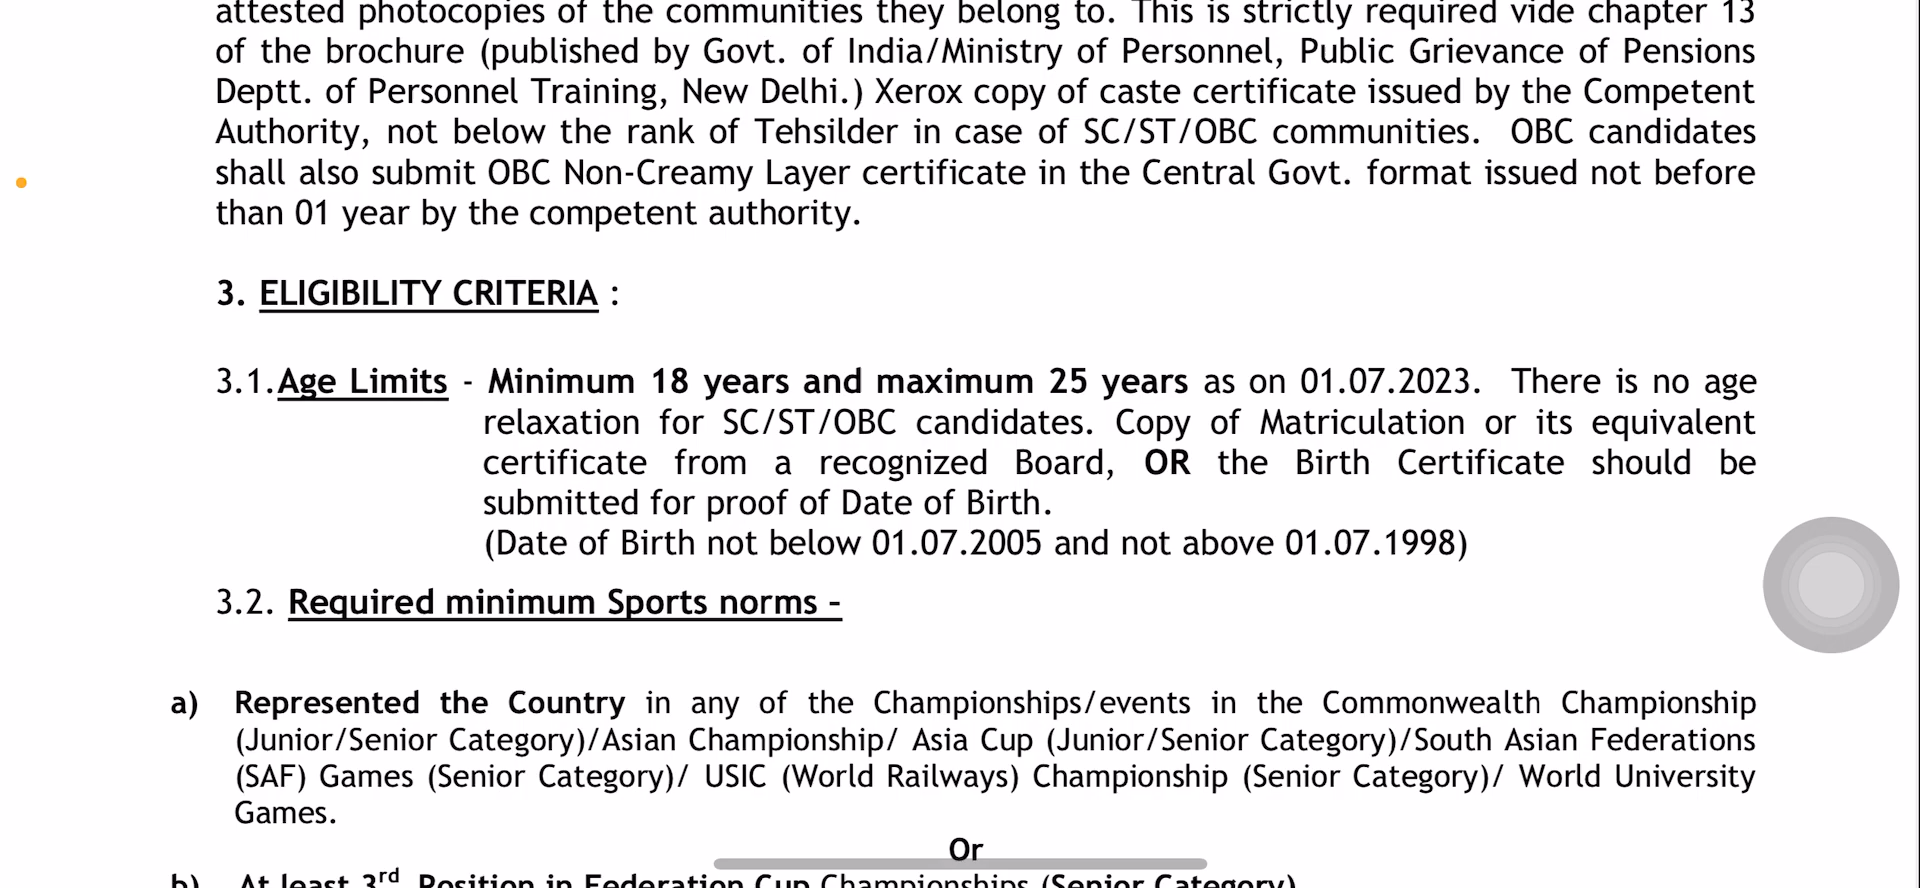 attested photocopies of the communities they belong to. This is strictly required vide chapter 13
of the brochure (published by Govt. of India/Ministry of Personnel, Public Grievance of Pensions
Deptt. of Personnel Training, New Delhi.) Xerox copy of caste certificate issued by the Competent
Authority, not below the rank of Tehsilder in case of SC/ST/OBC communities. OBC candidates
shall also submit OBC Non-Creamy Layer certificate in the Central Govt. format issued not before
than 01 year by the competent authority.
3. ELIGIBILITY CRITERIA :
3.1. Age Limits - Minimum 18 years and maximum 25 years as on 01.07.2023. There is no age
relaxation for SC/ST/OBC candidates. Copy of Matriculation or its equivalent
certificate from a recognized Board, OR the Birth Certificate should be
submitted for proof of Date of Birth.
(Date of Birth not below 01.07.2005 and not above 01.07.1998)
3.2. Required minimum Sports norms -
a) Represented the Country in any of the Championships/events in the Commonwealth Championship
(Junior/Senior Category)/Asian Championship/ Asia Cup (Junior/Senior Category)/South Asian Federations
(SAF) Games (Senior Category)/ USIC (World Railways) Championship (Senior Category)/ World University
Games.
Or
b) At least 3rd Position in Federation Cup Championships (Senior Category)